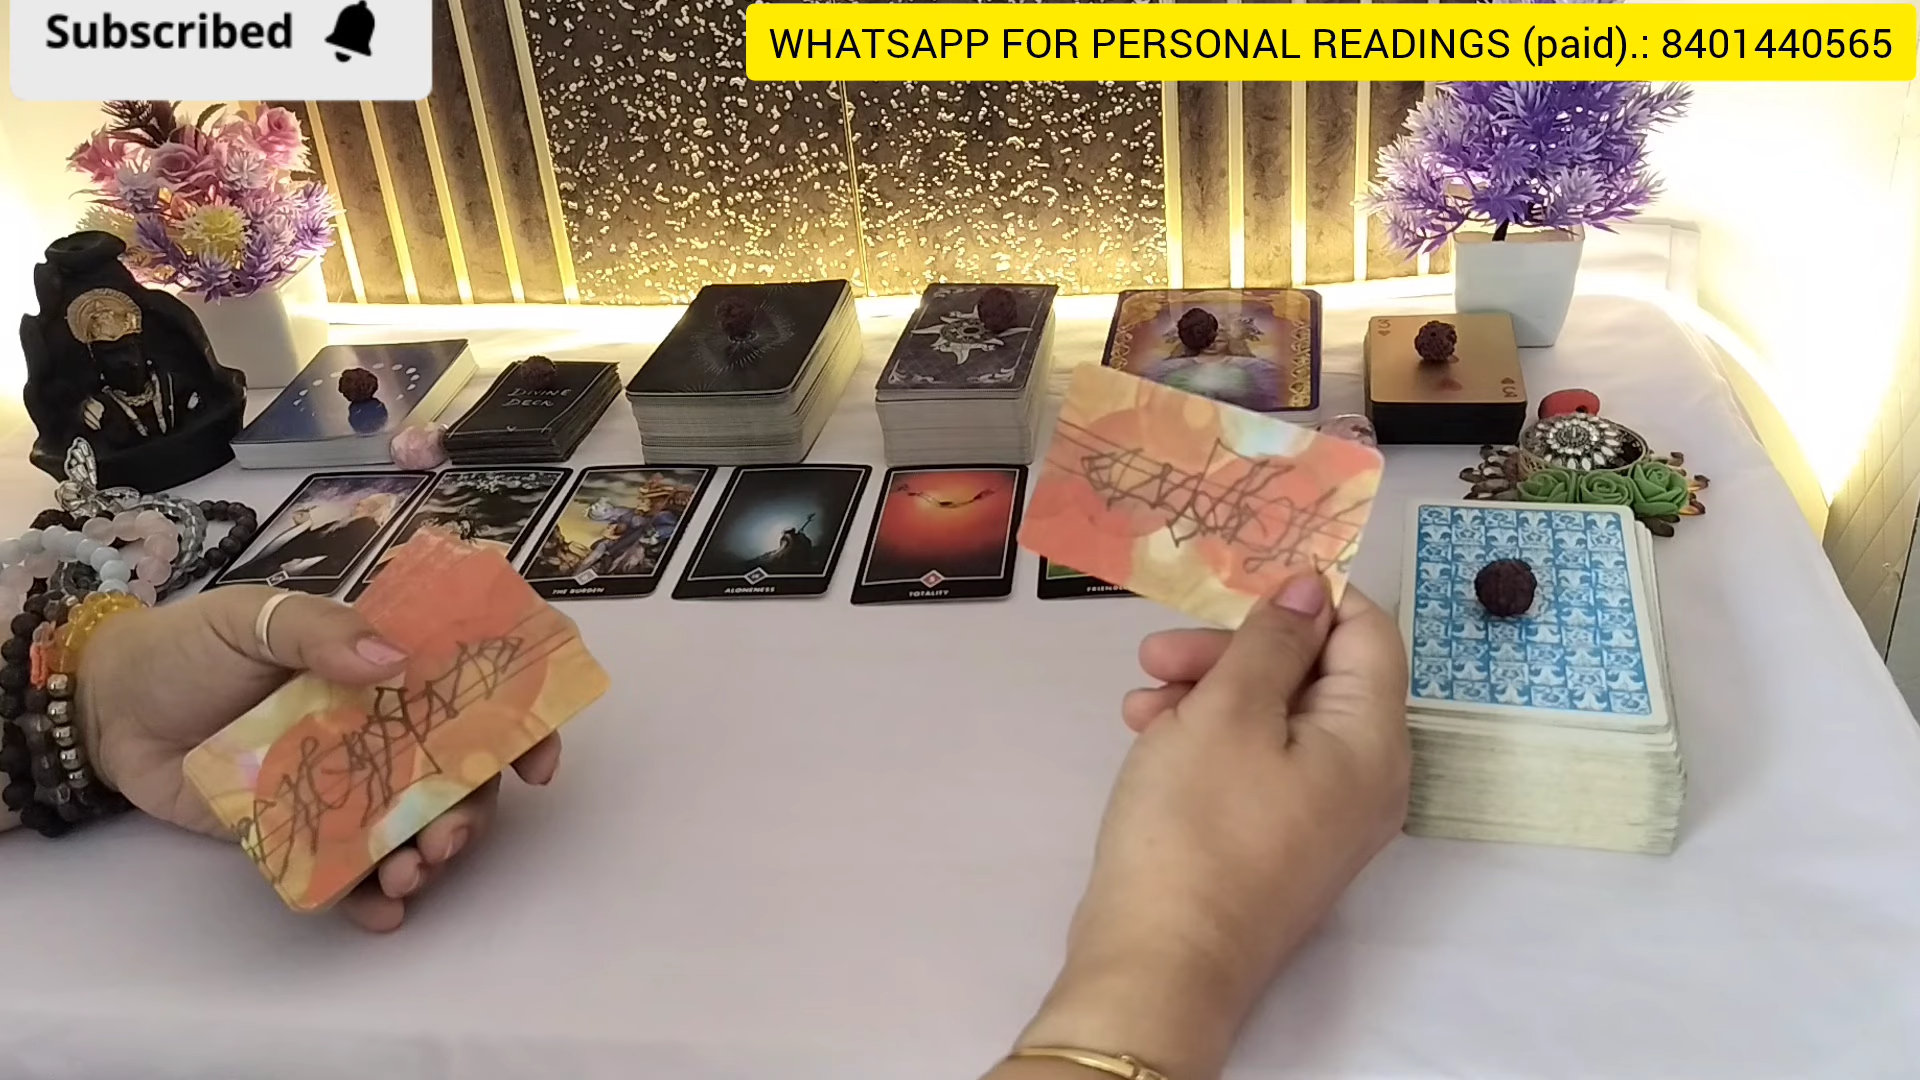 Subscribed
WHATSAPP FOR PERSONAL READINGS (paid).: 8401440565
DIVINE
DECK
THE BURDEN
ALONENESS
TOTALITY